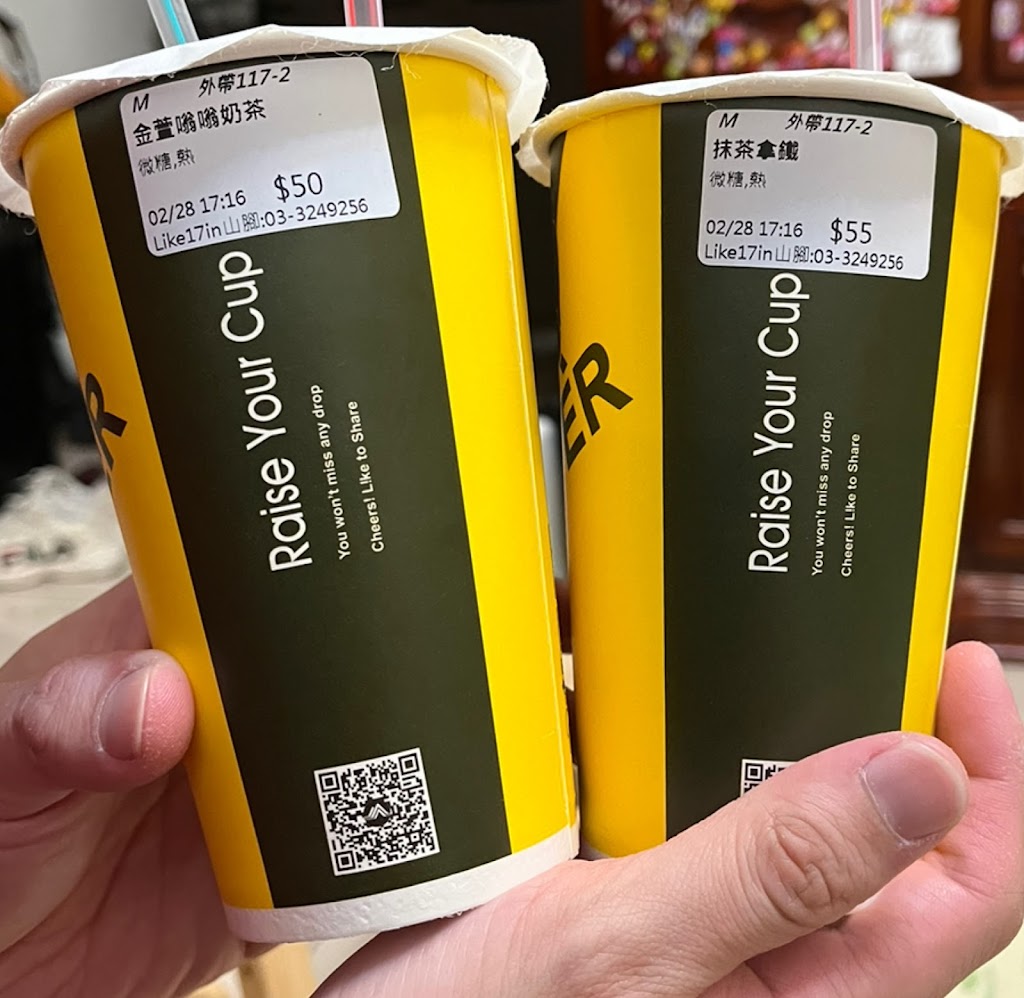 M 外帶117-2
金萱嗡嗡奶茶
微糖,熱
02/28 17:16 $50
Like17in山腳:03-3249256
Raise Your Cup
You won't miss any drop
Cheers! L!ke to Share
ER
M 外帶117-2
抹茶拿鐵
微糖,熱
02/28 17:16 $55
Like17in山腳:03-3249256
Raise Your Cup
You won't miss any drop
Cheers! L!ke to Share
ER